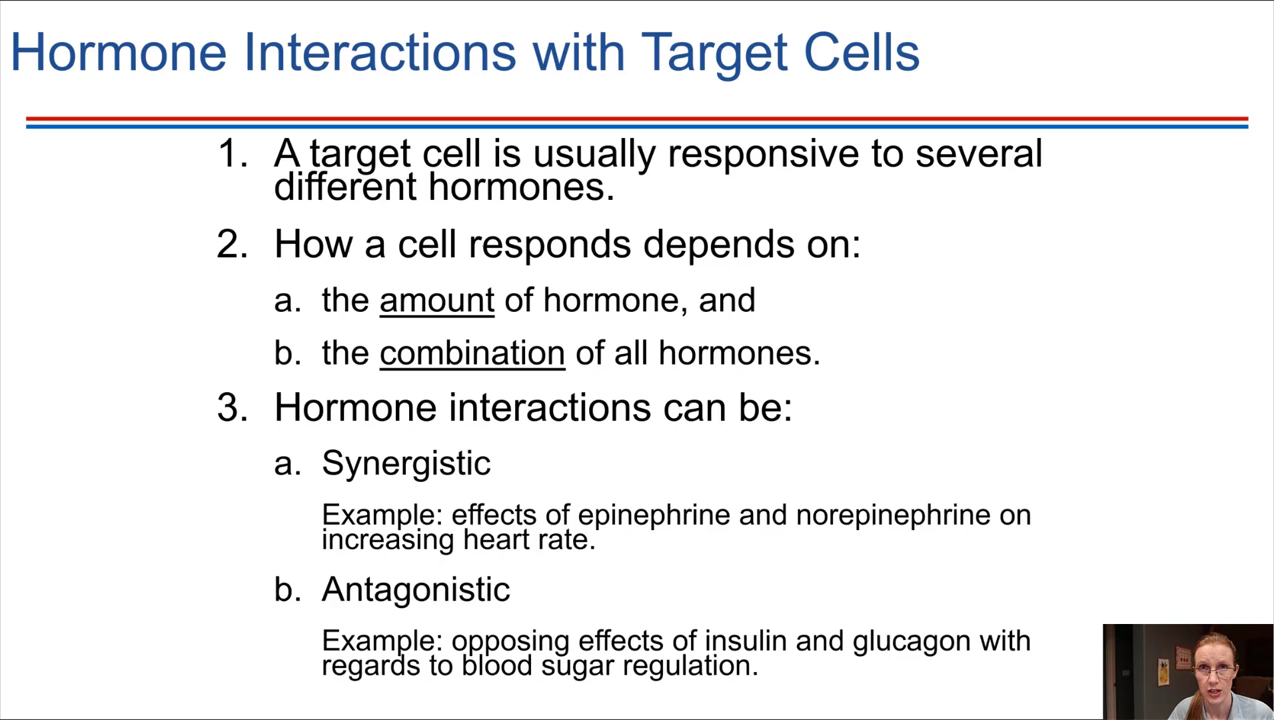 Hormone Interactions with Target Cells
1. A target cell is usually responsive to several
different hormones.
2. How a cell responds depends on:
a. the amount of hormone, and
b. the combination of all hormones.
3. Hormone interactions can be:
a. Synergistic
Example: effects of epinephrine and norepinephrine on
increasing heart rate.
b. Antagonistic
Example: opposing effects of insulin and glucagon with
regards to blood sugar regulation.